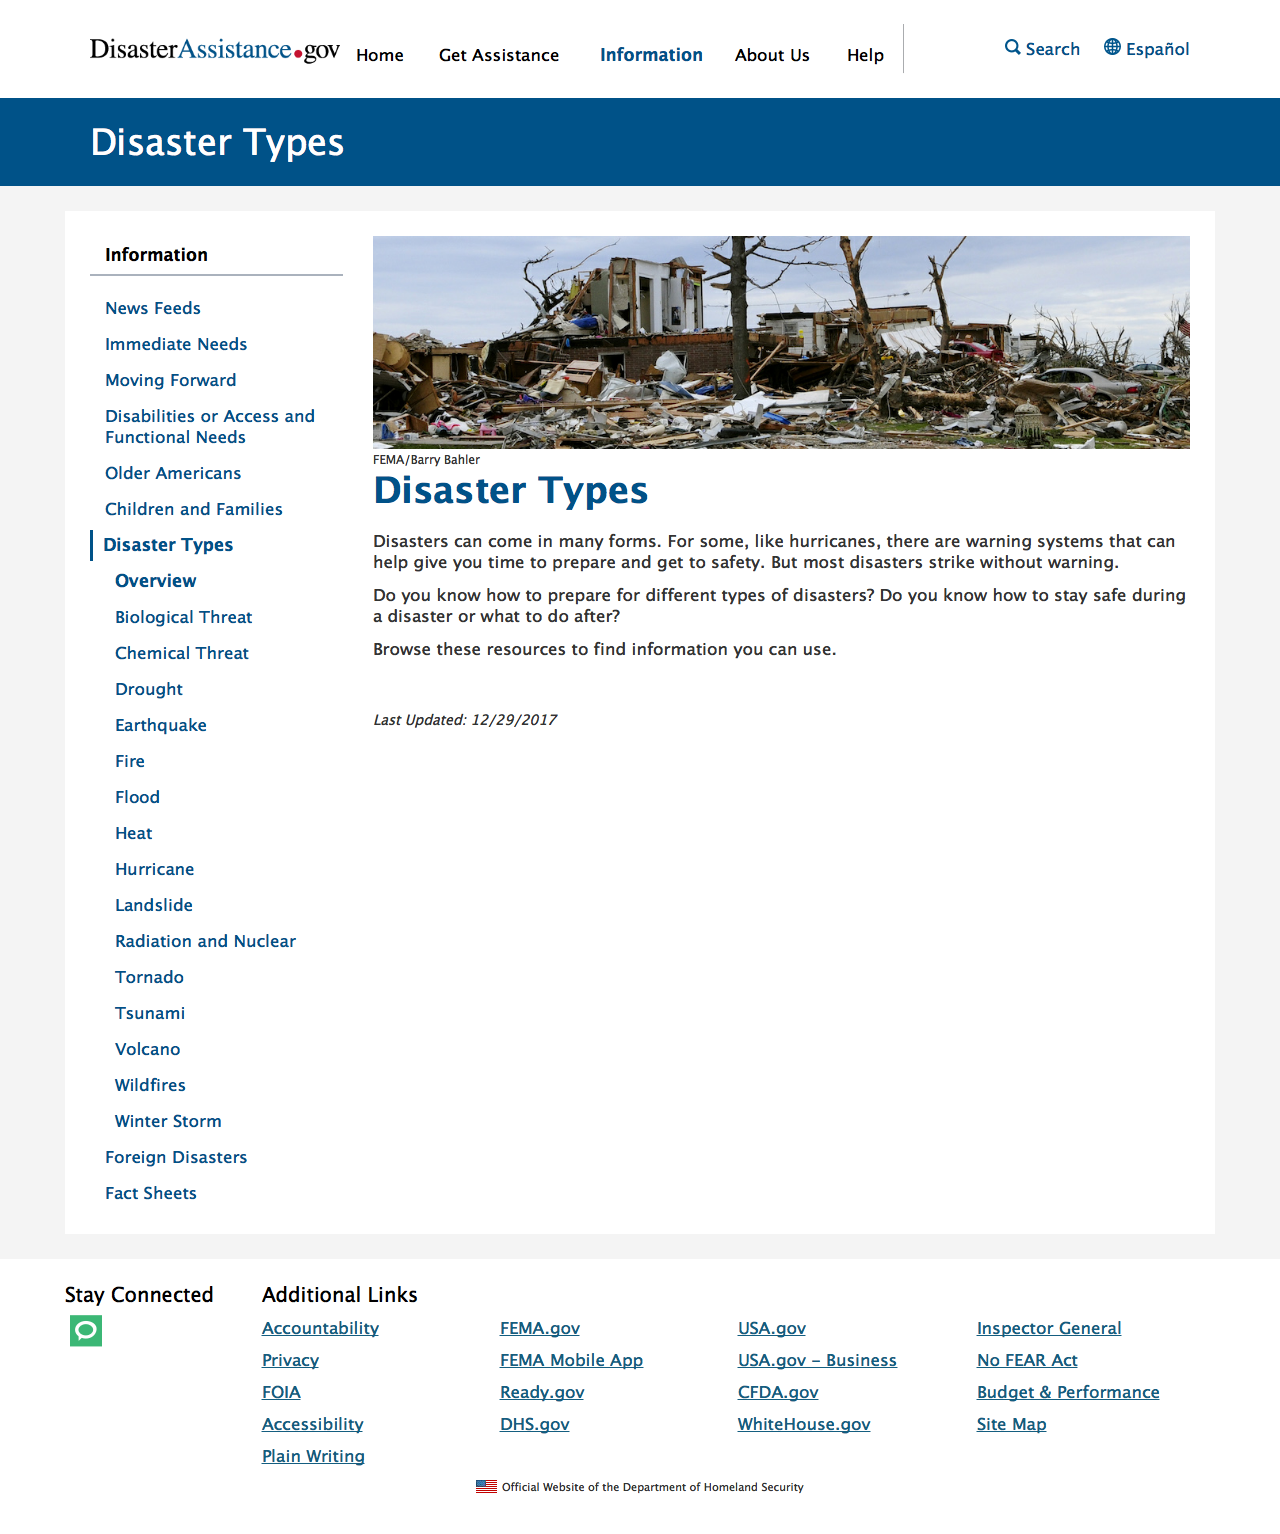 DisasterAssistance.gov
Home
Get Assistance
Information
About Us
Help
Search
Español
Disaster Types
Information
News Feeds
Immediate Needs
Moving Forward
Disabilities or Access and
Functional Needs
Older Americans
Children and Families
Disaster Types
Overview
Biological Threat
Chemical Threat
Drought
Earthquake
Fire
Flood
Heat
Hurricane
Landslide
Radiation and Nuclear
Tornado
Tsunami
Volcano
Wildfires
Winter Storm
Foreign Disasters
Fact Sheets
FEMA/Barry Bahler
Disaster Types
Disasters can come in many forms. For some, like hurricanes, there are warning systems that can
help give you time to prepare and get to safety. But most disasters strike without warning.
Do you know how to prepare for different types of disasters? Do you know how to stay safe during
a disaster or what to do after?
Browse these resources to find information you can use.
Last Updated: 12/29/2017
Stay Connected
Additional Links
Accountability
Privacy
FOIA
Accessibility
Plain Writing
FEMA.gov
FEMA Mobile App
Ready.gov
DHS.gov
USA.gov
USA.gov – Business
CFDA.gov
WhiteHouse.gov
Inspector General
No FEAR Act
Budget & Performance
Site Map
Official Website of the Department of Homeland Security